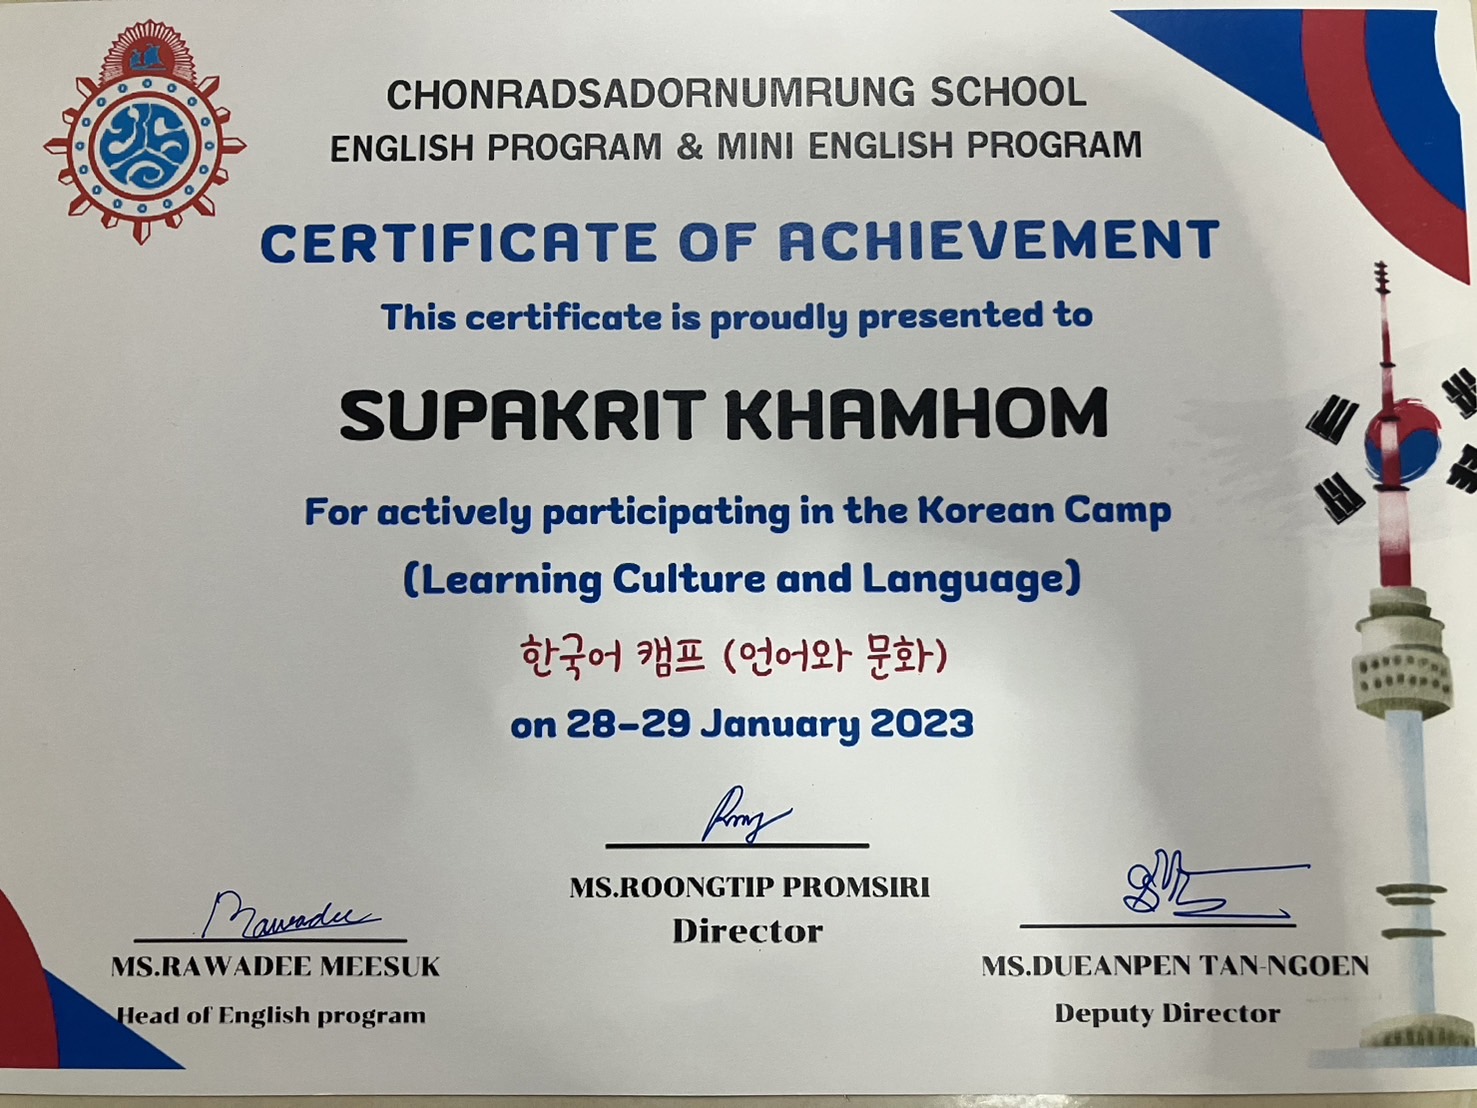 CHONRADSADORNUMRUNG SCHOOL
ENGLISH PROGRAM & MINI ENGLISH PROGRAM
CERTIFICATE OF ACHIEVEMENT
This certificate is proudly presented to
SUPAKRIT KHAMHOM
For actively participating in the Korean Camp
(Learning Culture and Language)
한국어 캠프 (언어와 문화)
on 28-29 January 2023
MS.ROONGTIP PROMSIRI
Director
Rawadee
MS.RAWADEE MEESUK
Head of English program
MS.DUEANPEN TAN-NGOEN
Deputy Director